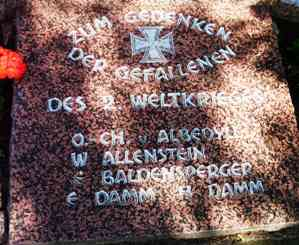 ZUM GEDENKEN
DER GEFALLENEN
DES 2. WELTKRIEGES
O. CH v. ALBEDYLL
W ALLENSTEIN
E BALDENSPERGER
E DAMM H DAMM